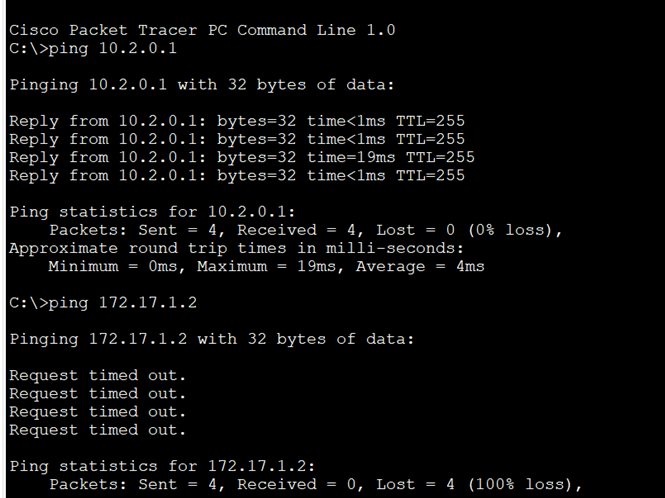 Cisco Packet Tracer PC Command Line 1.0
C:\>ping 10.2.0.1
Pinging 10.2.0.1 with 32 bytes of data:
Reply from 10.2.0.1: bytes=32 time<1ms TTL=255
Reply from 10.2.0.1: bytes=32 time<1ms TTL=255
Reply from 10.2.0.1: bytes=32 time=19ms TTL=255
Reply from 10.2.0.1: bytes=32 time<1ms TTL=255
Ping statistics for 10.2.0.1:
Packets: Sent = 4, Received = 4, Lost = 0 (0% loss),
Approximate round trip times in milli-seconds:
Minimum = 0ms, Maximum = 19ms, Average = 4ms
C:\>ping 172.17.1.2
Pinging 172.17.1.2 with 32 bytes of data:
Request timed out.
Request timed out.
Request timed out.
Request timed out.
Ping statistics for 172.17.1.2:
Packets: Sent = 4, Received = 0, Lost = 4 (100% loss),